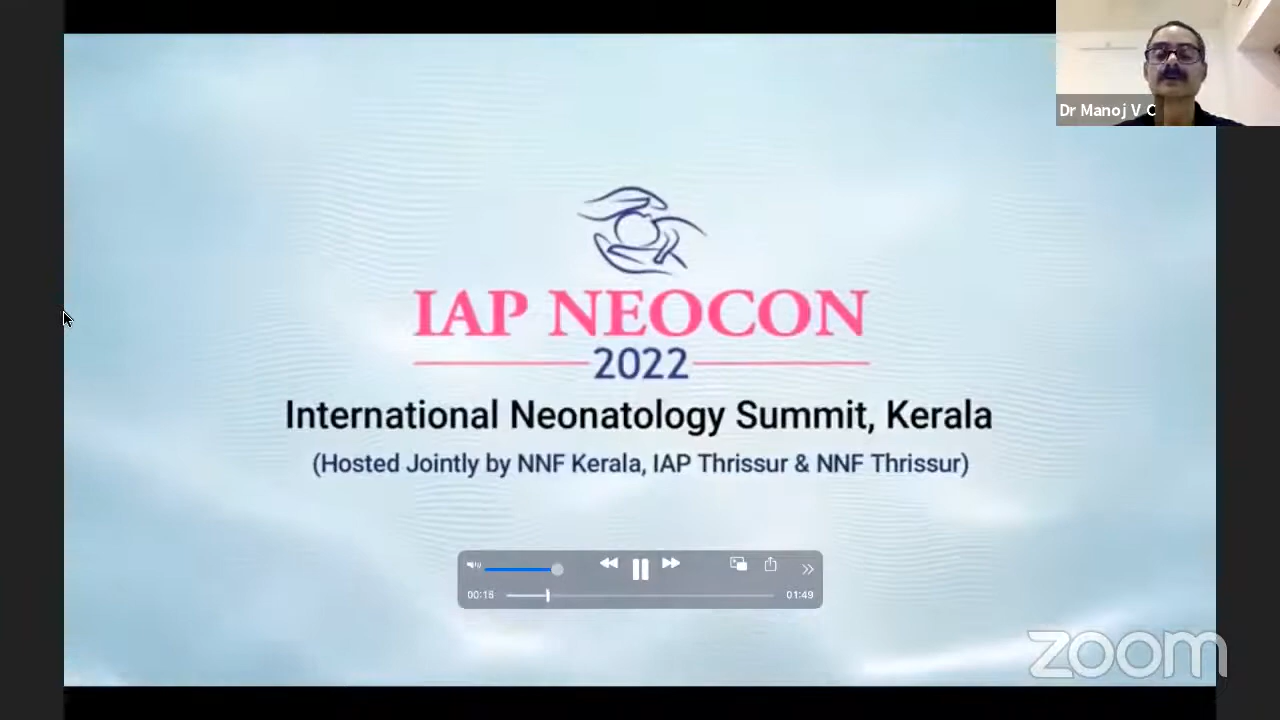 Dr Manoj V C
IAP NEOCON
2022
International Neonatology Summit, Kerala
(Hosted Jointly by NNF Kerala, IAP Thrissur & NNF Thrissur)
00:16
01:49
zoom